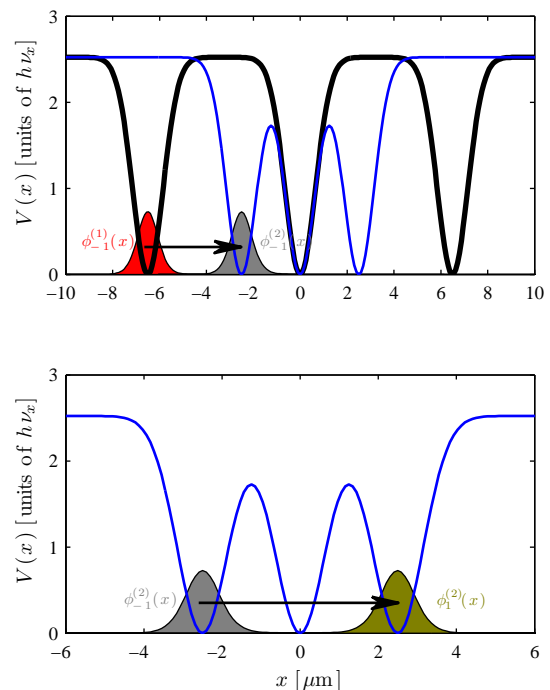 3
2
1
0
V(x) [units of hν_x]
ϕ_{−1}^{(1)}(x)
ϕ_{−1}^{(2)}(x)
−10 −8 −6 −4 −2 0 2 4 6 8 10
3
2
1
0
V(x) [units of hν_x]
ϕ_{−1}^{(2)}(x)
ϕ_{1}^{(2)}(x)
−6 −4 −2 0 2 4 6
x [μm]